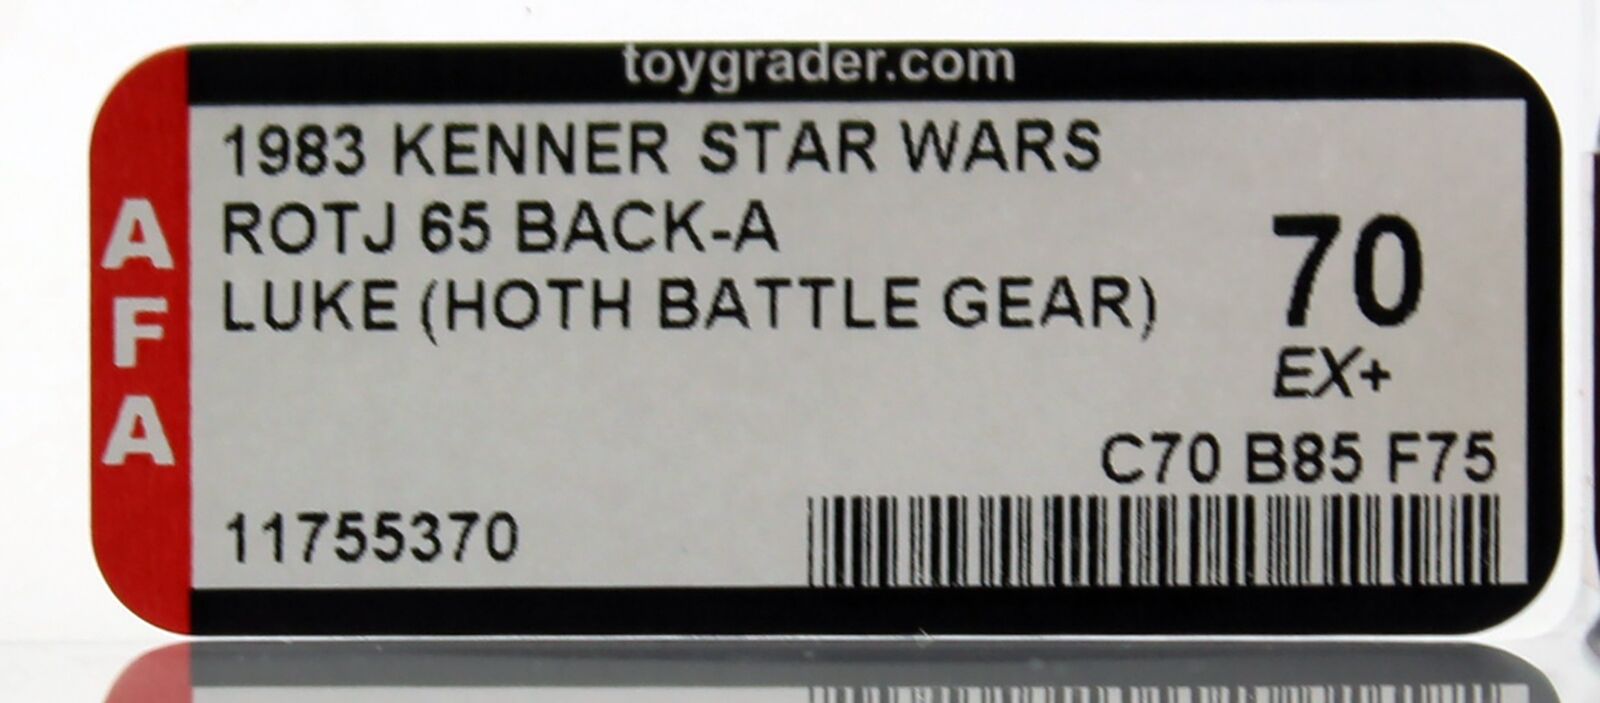 toygrader.com
AFA
1983 KENNER STAR WARS
ROTJ 65 BACK-A
LUKE (HOTH BATTLE GEAR)
70
EX+
C70 B85 F75
11755370